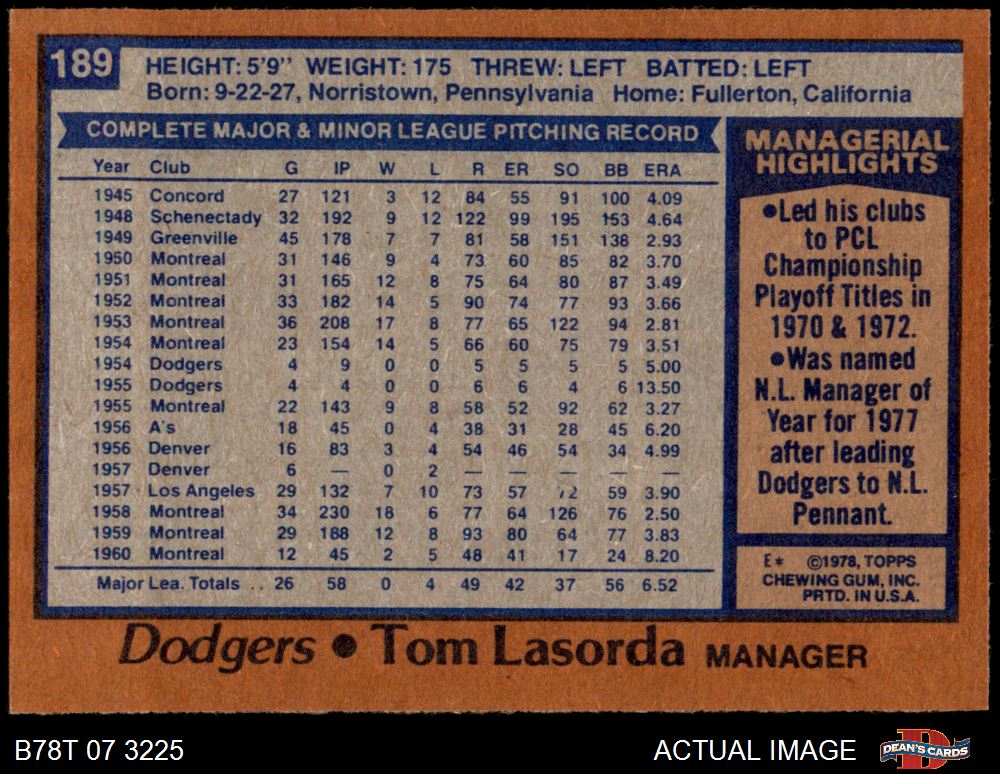 189
HEIGHT: 5'9" WEIGHT: 175 THREW: LEFT BATTED: LEFT
Born: 9-22-27, Norristown, Pennsylvania Home: Fullerton, California
COMPLETE MAJOR & MINOR LEAGUE PITCHING RECORD
Year Club G IP W L R ER SO BB ERA
1945 Concord 27 121 3 12 84 55 91 100 4.09
1948 Schenectady 32 192 9 12 122 99 195 153 4.64
1949 Greenville 45 178 7 7 81 58 151 138 2.93
1950 Montreal 31 146 9 4 73 60 85 82 3.70
1951 Montreal 31 165 12 8 75 64 80 87 3.49
1952 Montreal 33 182 14 5 90 74 77 93 3.66
1953 Montreal 36 208 17 8 77 65 122 94 2.81
1954 Montreal 23 154 14 5 66 60 75 79 3.51
1954 Dodgers 4 9 0 0 5 5 5 5 5.00
1955 Dodgers 4 4 0 0 6 6 4 6 13.50
1955 Montreal 22 143 9 8 58 52 92 62 3.27
1956 A's 18 45 0 4 38 31 28 45 6.20
1956 Denver 16 83 3 4 54 46 54 34 4.99
1957 Denver 6 — 0 2 — — — — —
1957 Los Angeles 29 132 7 10 73 57 72 59 3.90
1958 Montreal 34 230 18 6 77 64 126 76 2.50
1959 Montreal 29 188 12 8 93 80 64 77 3.83
1960 Montreal 12 45 2 5 48 41 17 24 8.20
Major Lea. Totals .. 26 58 0 4 49 42 37 56 6.52
MANAGERIAL
HIGHLIGHTS
•Led his clubs
to PCL
Championship
Playoff Titles in
1970 & 1972.
•Was named
N.L. Manager of
Year for 1977
after leading
Dodgers to N.L.
Pennant.
E* ©1978, TOPPS
CHEWING GUM, INC.
PRTD. IN U.S.A.
Dodgers • Tom Lasorda MANAGER
B78T 07 3225
ACTUAL IMAGE
DEAN'S CARDS